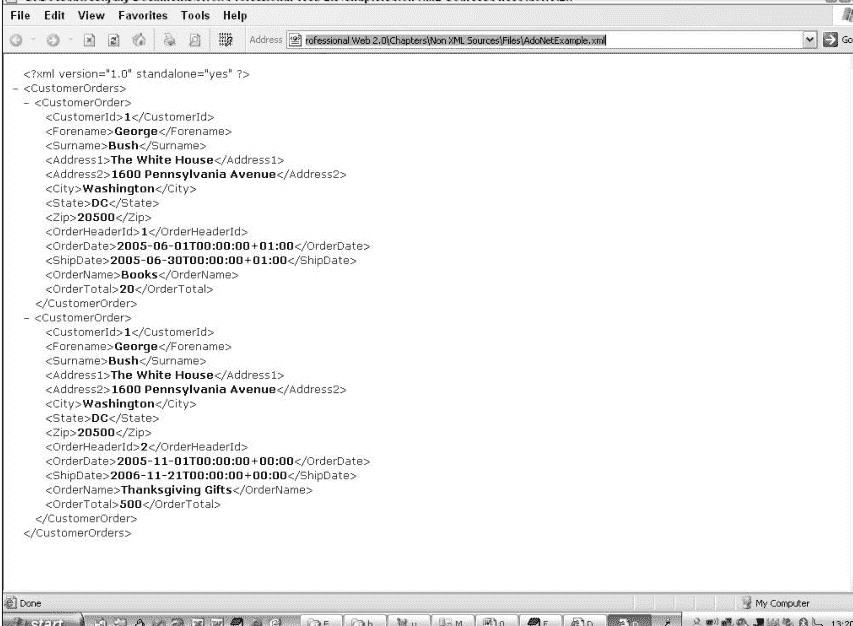 File Edit View Favorites Tools Help
Address rofessional Web 2.0\Chapters\Non XML Sources\Files\AdoNetExample.xml Go
<?xml version="1.0" standalone="yes" ?>
- <CustomerOrders>
- <CustomerOrder>
<CustomerId>1</CustomerId>
<Forename>George</Forename>
<Surname>Bush</Surname>
<Address1>The White House</Address1>
<Address2>1600 Pennsylvania Avenue</Address2>
<City>Washington</City>
<State>DC</State>
<Zip>20500</Zip>
<OrderHeaderId>1</OrderHeaderId>
<OrderDate>2005-06-01T00:00:00+01:00</OrderDate>
<ShipDate>2005-06-30T00:00:00+01:00</ShipDate>
<OrderName>Books</OrderName>
<OrderTotal>20</OrderTotal>
</CustomerOrder>
- <CustomerOrder>
<CustomerId>1</CustomerId>
<Forename>George</Forename>
<Surname>Bush</Surname>
<Address1>The White House</Address1>
<Address2>1600 Pennsylvania Avenue</Address2>
<City>Washington</City>
<State>DC</State>
<Zip>20500</Zip>
<OrderHeaderId>2</OrderHeaderId>
<OrderDate>2005-11-01T00:00:00+00:00</OrderDate>
<ShipDate>2006-11-21T00:00:00+00:00</ShipDate>
<OrderName>Thanksgiving Gifts</OrderName>
<OrderTotal>500</OrderTotal>
</CustomerOrder>
</CustomerOrders>
Done My Computer
start 13:20